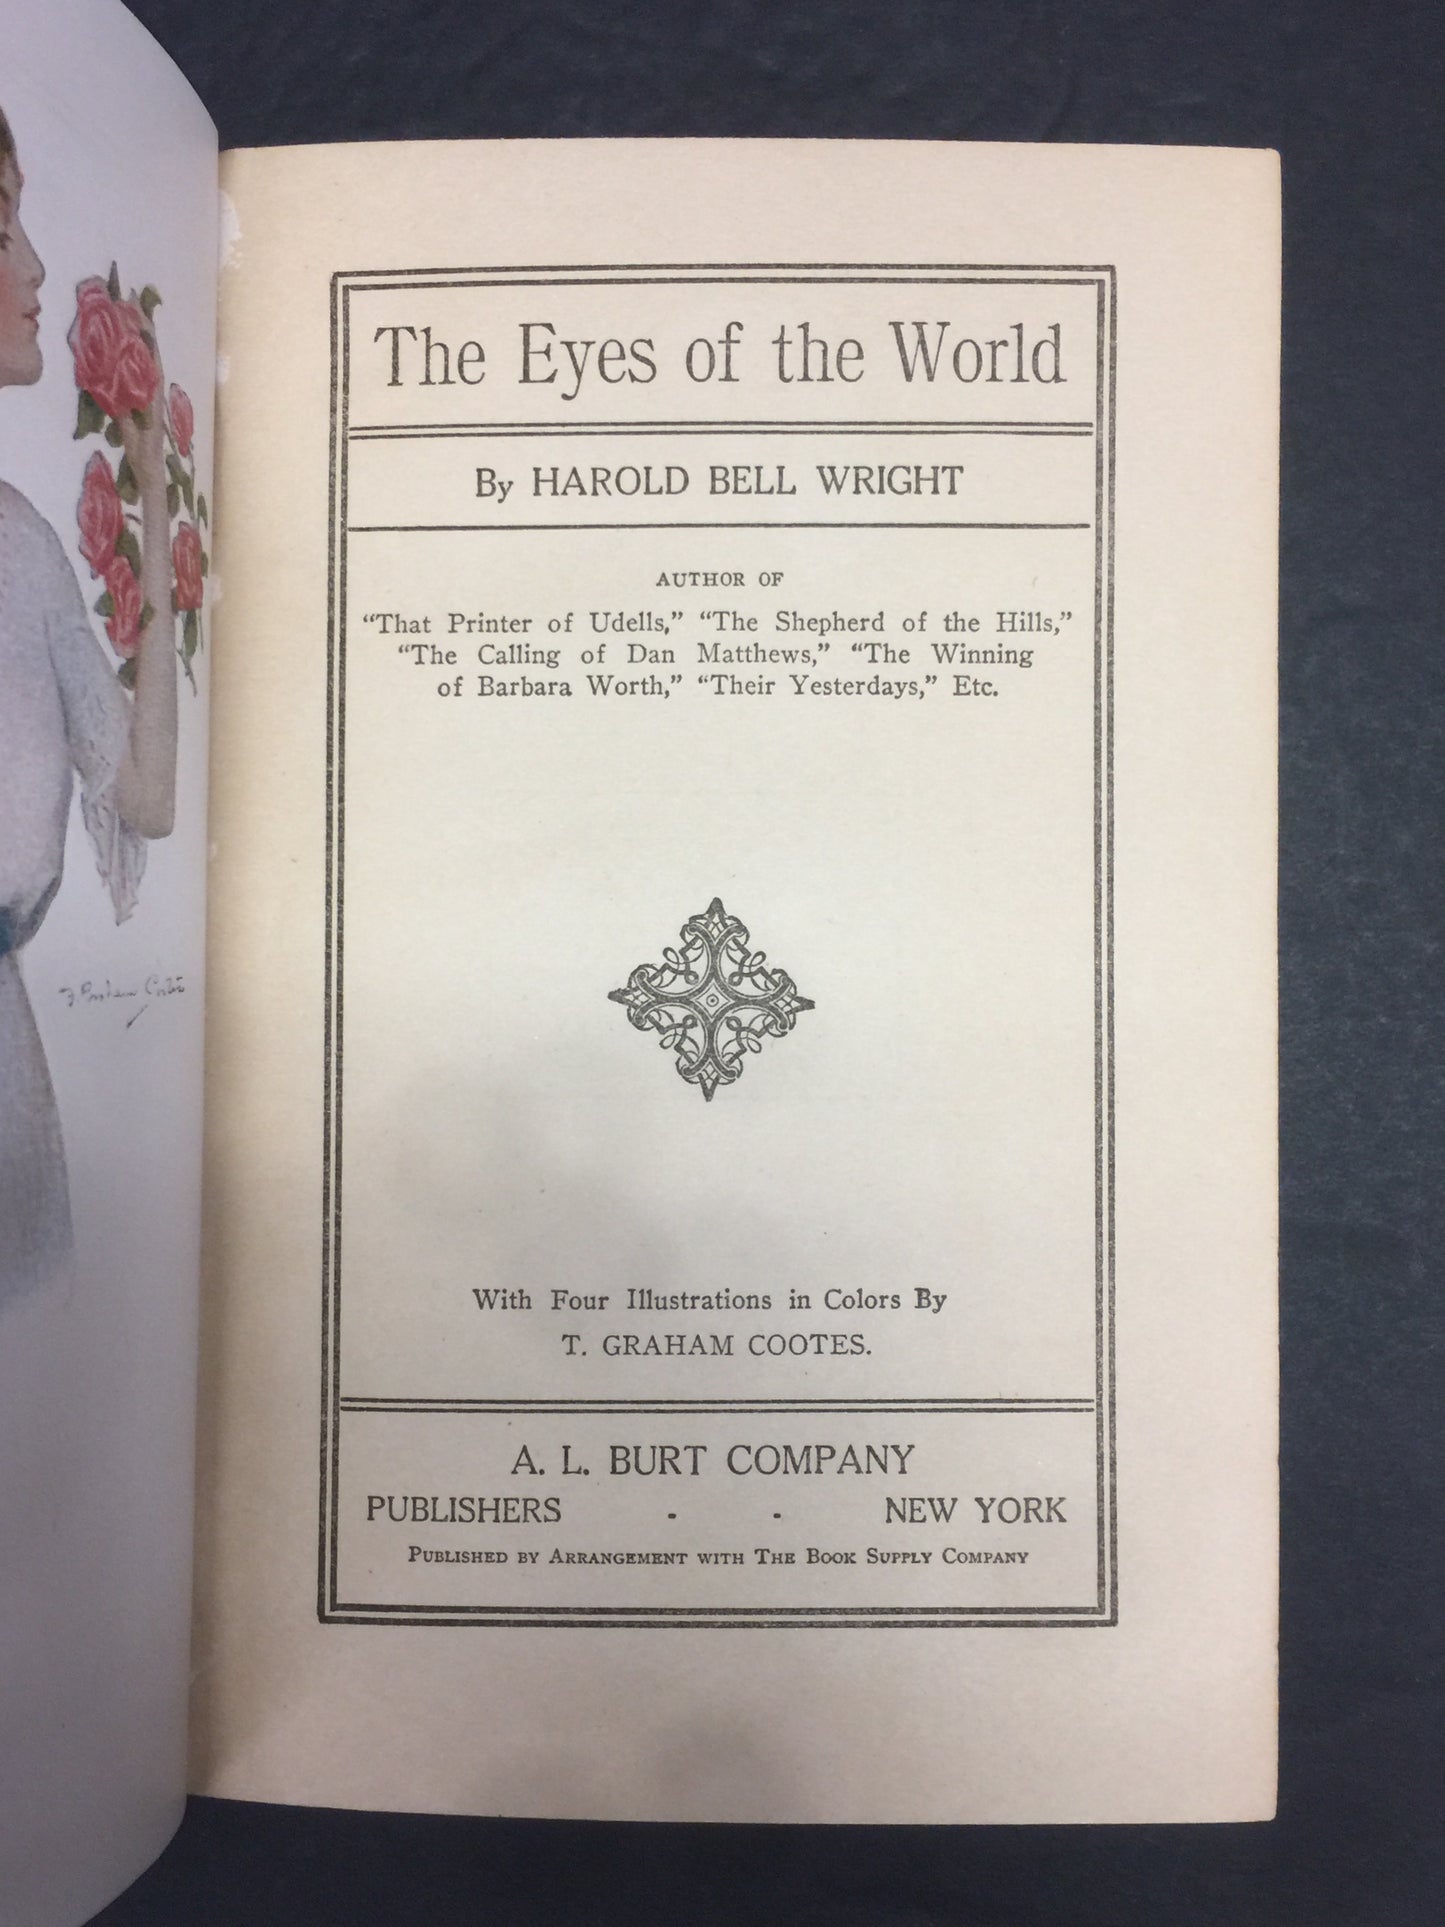 The Eyes of the World
By HAROLD BELL WRIGHT
AUTHOR OF
“That Printer of Udells,” “The Shepherd of the Hills,”
“The Calling of Dan Matthews,” “The Winning
of Barbara Worth,” “Their Yesterdays,” Etc.
With Four Illustrations in Colors By
T. GRAHAM COOTES.
A. L. BURT COMPANY
PUBLISHERS - - NEW YORK
PUBLISHED BY ARRANGEMENT WITH THE BOOK SUPPLY COMPANY